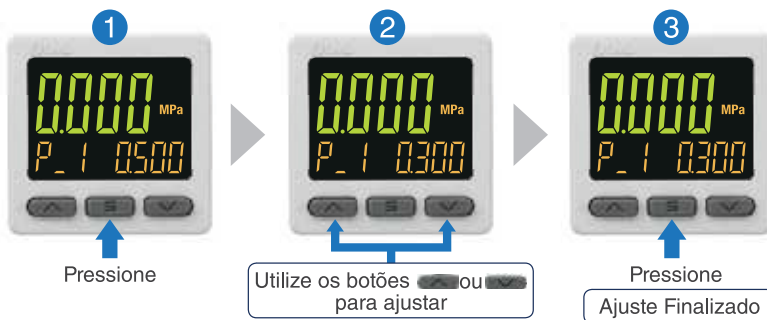 1
0.000 MPa
P_1 0.500
S
Pressione
2
0.000 MPa
P_1 0.300
S
Utilize os botões ou
para ajustar
3
0.000 MPa
P_1 0.300
S
Pressione
Ajuste Finalizado